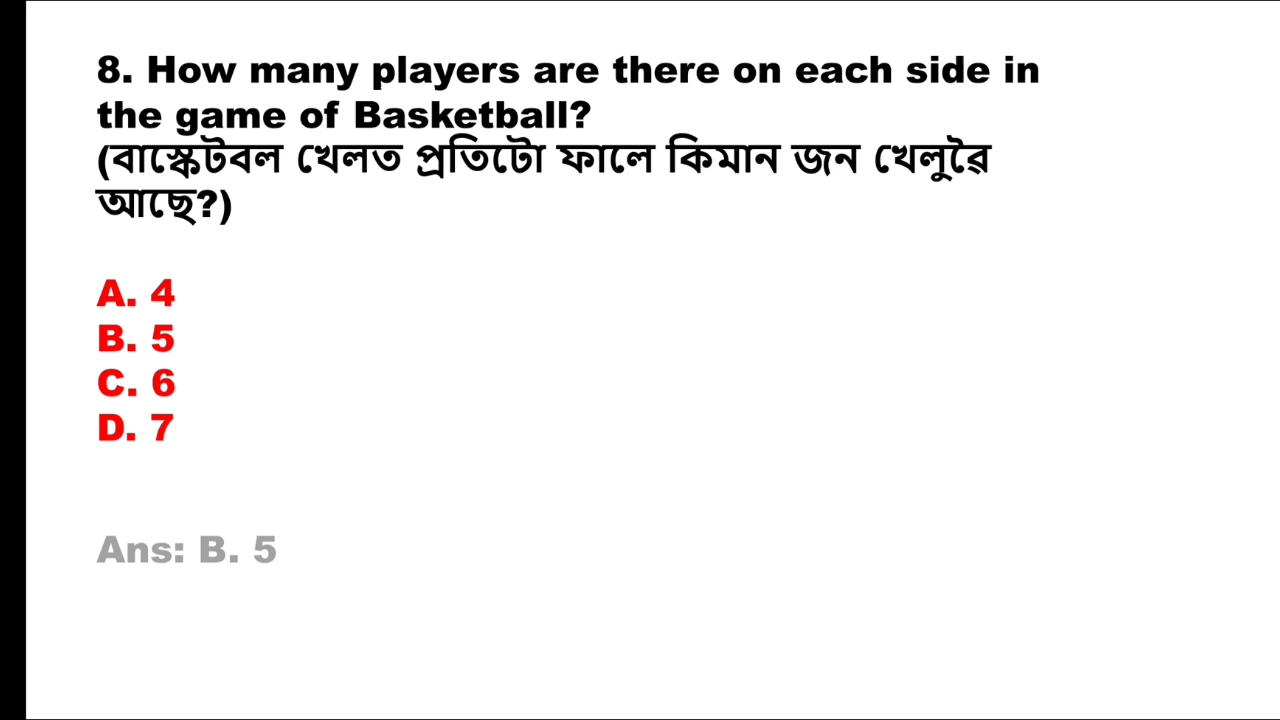 8. How many players are there on each side in
the game of Basketball?
(বাস্কেটবল খেলত প্ৰতিটো ফালে কিমান জন খেলুৱৈ
আছে?)
A. 4
B. 5
C. 6
D. 7
Ans: B. 5